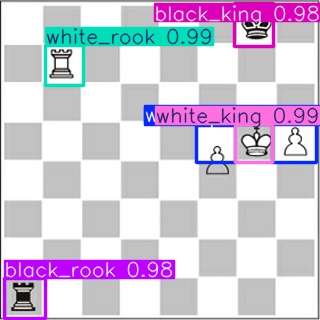 black_king 0.98
white_rook 0.99
w
white_king 0.99
black_rook 0.98